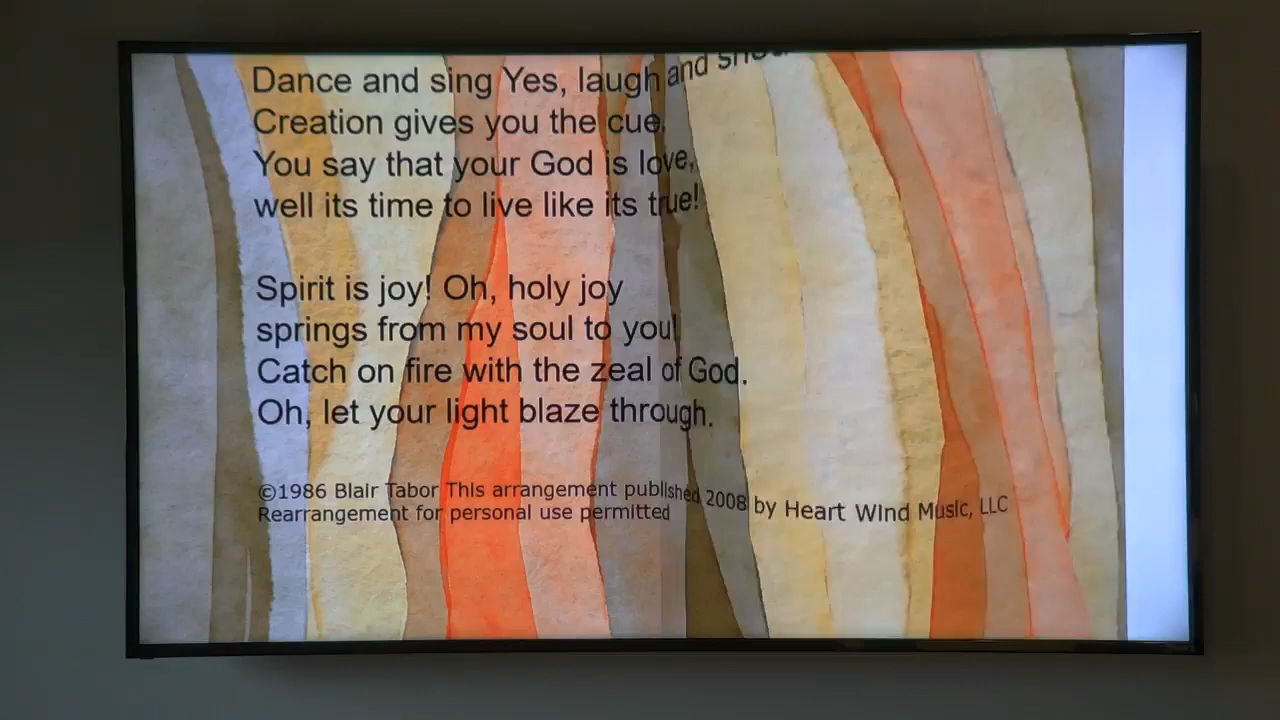 Dance and sing Yes, laugh and
Creation gives you the cue.
You say that your God is love,
well its time to live like its true!
Spirit is joy! Oh, holy joy
springs from my soul to you!
Catch on fire with the zeal of God.
Oh, let your light blaze through.
©1986 Blair Tabor This arrangement published 2008 by Heart Wind Music, LLC
Rearrangement for personal use permitted